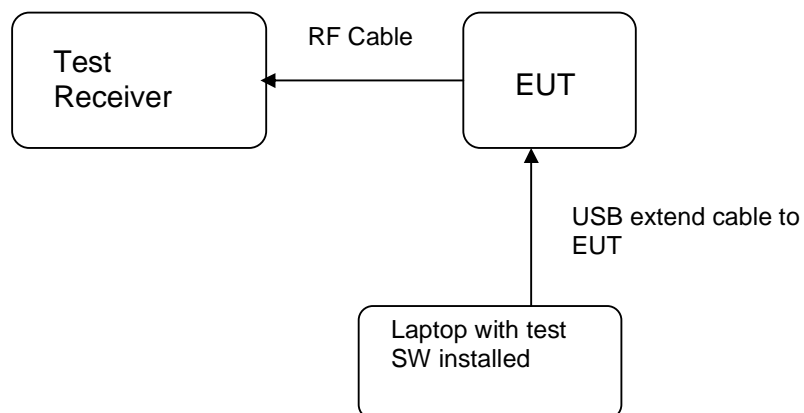 RF Cable
Test
Receiver
EUT
USB extend cable to
EUT
Laptop with test
SW installed